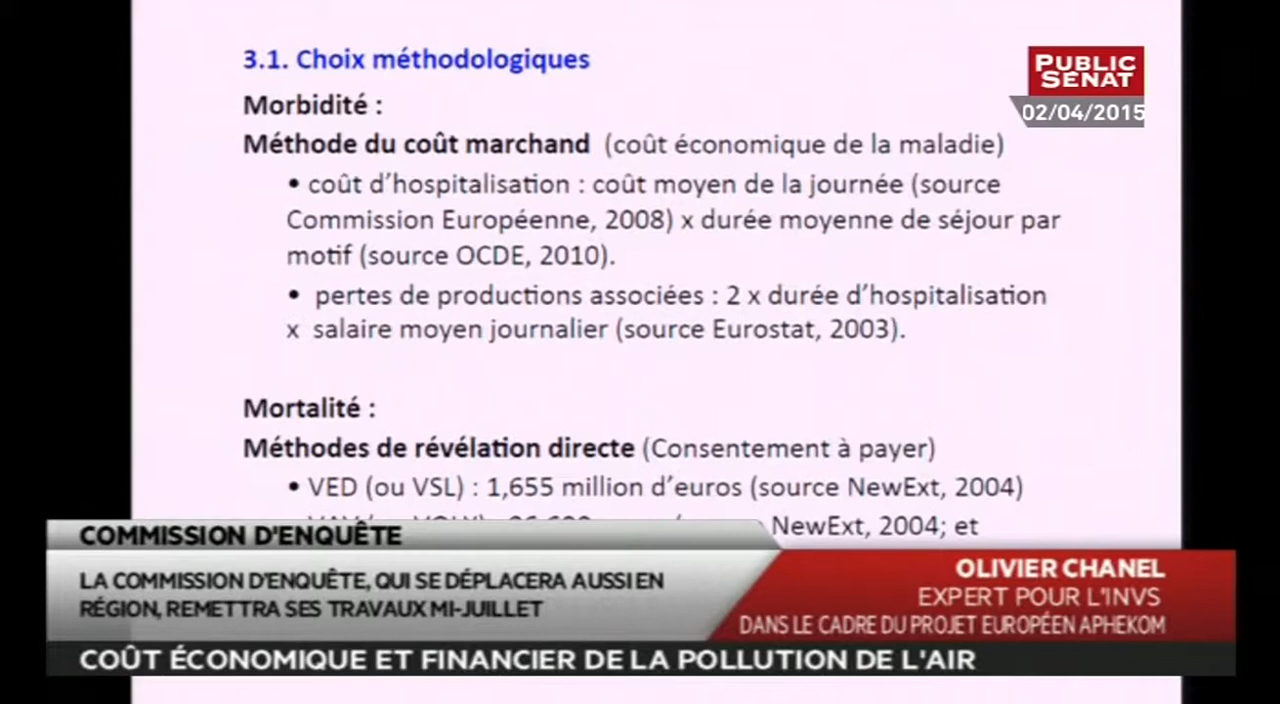 3.1. Choix méthodologiques
PUBLIC
SÉNAT
02/04/2015
Morbidité :
Méthode du coût marchand (coût économique de la maladie)
• coût d'hospitalisation : coût moyen de la journée (source
Commission Européenne, 2008) x durée moyenne de séjour par
motif (source OCDE, 2010).
• pertes de productions associées : 2 x durée d'hospitalisation
x salaire moyen journalier (source Eurostat, 2003).
Mortalité :
Méthodes de révélation directe (Consentement à payer)
• VED (ou VSL) : 1,655 million d'euros (source NewExt, 2004)
NewExt, 2004; et
COMMISSION D'ENQUÊTE
LA COMMISSION D'ENQUÊTE, QUI SE DÉPLACERA AUSSI EN
RÉGION, REMETTRA SES TRAVAUX MI-JUILLET
OLIVIER CHANEL
EXPERT POUR L'INVS
DANS LE CADRE DU PROJET EUROPÉEN APHEKOM
COÛT ÉCONOMIQUE ET FINANCIER DE LA POLLUTION DE L'AIR